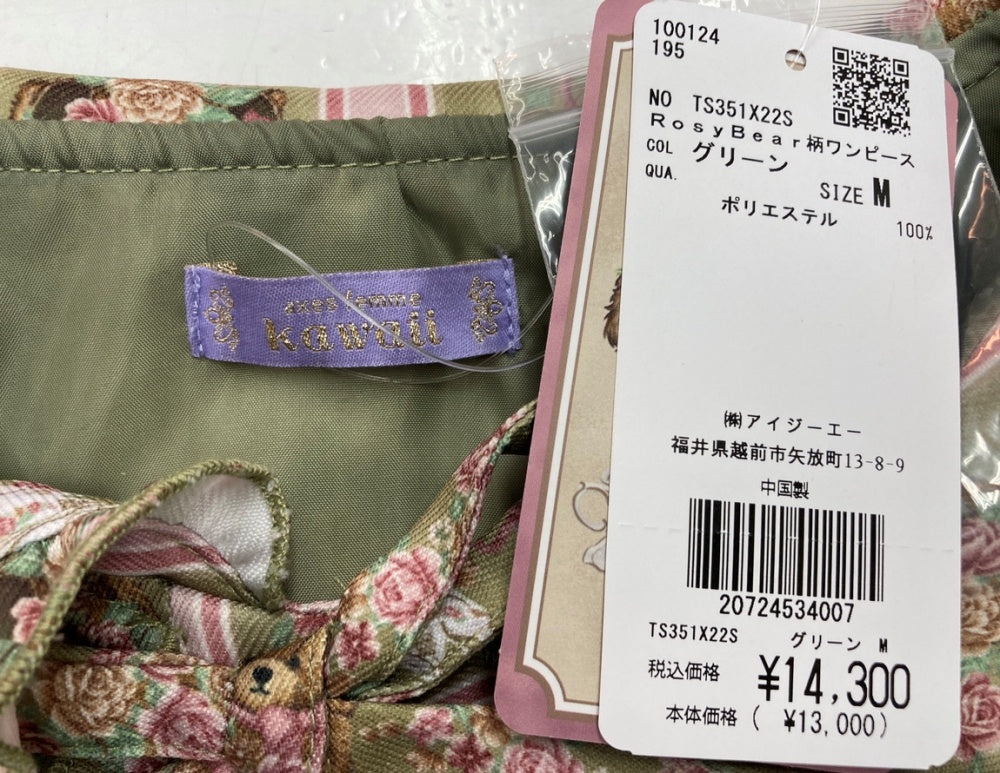 axes femme
kawaii
100124
195
NO TS351X22S
RosyBear柄ワンピース
COL グリーン
QUA.
SIZE M
ポリエステル 100%
㈱アイジーエー
福井県越前市矢放町13-8-9
中国製
20724534007
TS351X22S グリーン M
税込価格 ¥14,300
本体価格 ( ¥13,000)